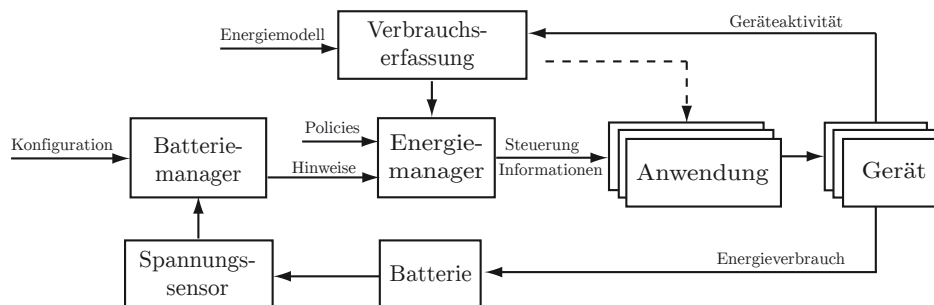 Energiemodell
Verbrauchs-
erfassung
Geräteaktivität
Konfiguration
Batterie-
manager
Policies
Hinweise
Energie-
manager
Steuerung
Informationen
Anwendung
Gerät
Spannungs-
sensor
Batterie
Energieverbrauch